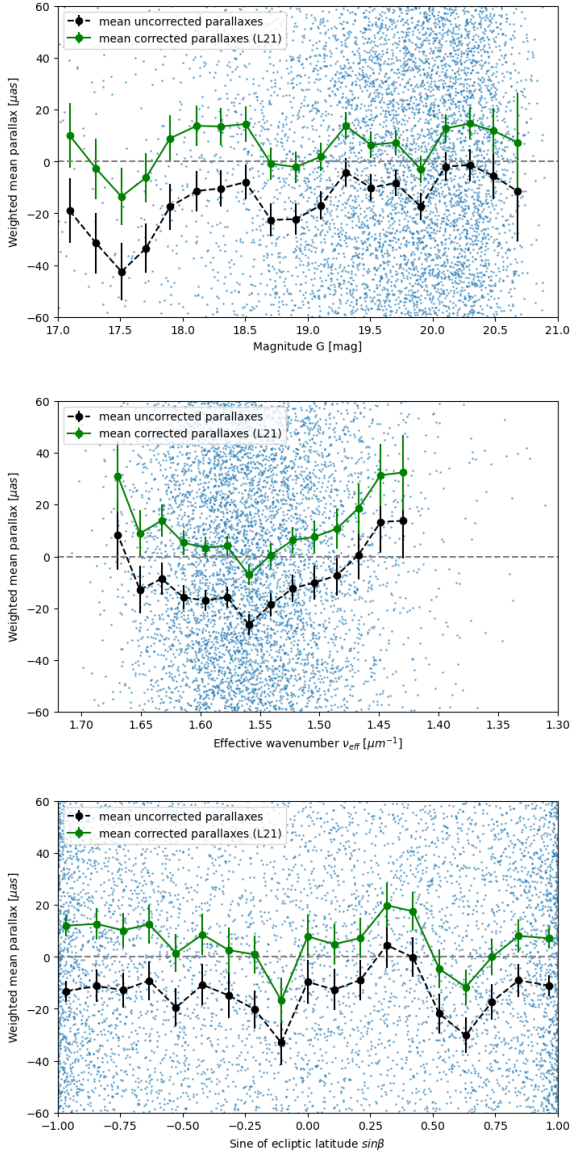 60
40
20
0
−20
−40
−60
Weighted mean parallax [μas]
mean uncorrected parallaxes
mean corrected parallaxes (L21)
17.0 17.5 18.0 18.5 19.0 19.5 20.0 20.5 21.0
Magnitude G [mag]
60
40
20
0
−20
−40
−60
Weighted mean parallax [μas]
mean uncorrected parallaxes
mean corrected parallaxes (L21)
1.70 1.65 1.60 1.55 1.50 1.45 1.40 1.35 1.30
Effective wavenumber νeff [μm−1]
60
40
20
0
−20
−40
−60
Weighted mean parallax [μas]
mean uncorrected parallaxes
mean corrected parallaxes (L21)
−1.00 −0.75 −0.50 −0.25 0.00 0.25 0.50 0.75 1.00
Sine of ecliptic latitude sinβ